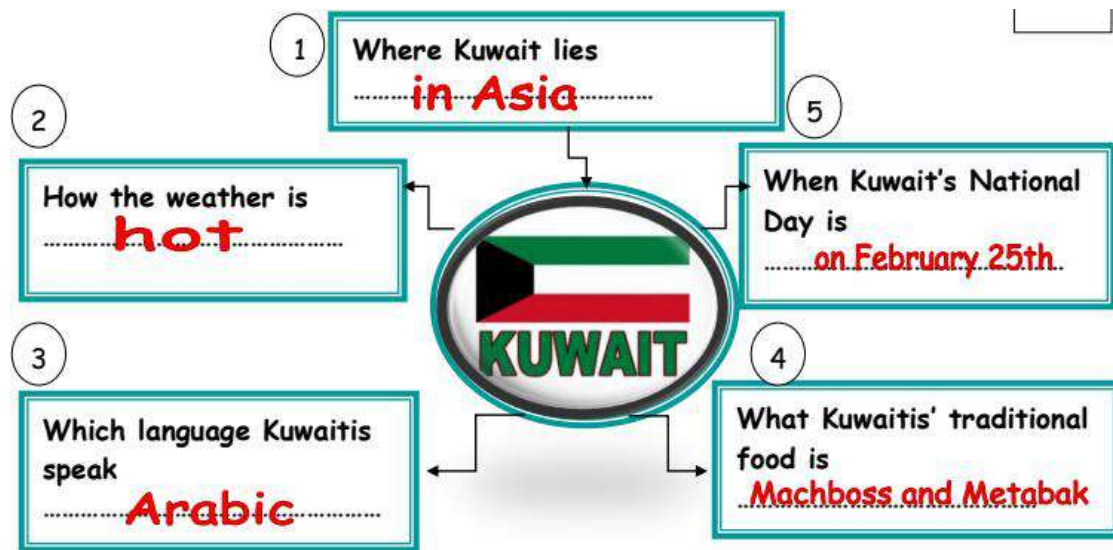 1
Where Kuwait lies
in Asia
2
How the weather is
hot
3
Which language Kuwaitis
speak
Arabic
4
What Kuwaitis' traditional
food is
Machboss and Metabak
5
When Kuwait's National
Day is
on February 25th
KUWAIT